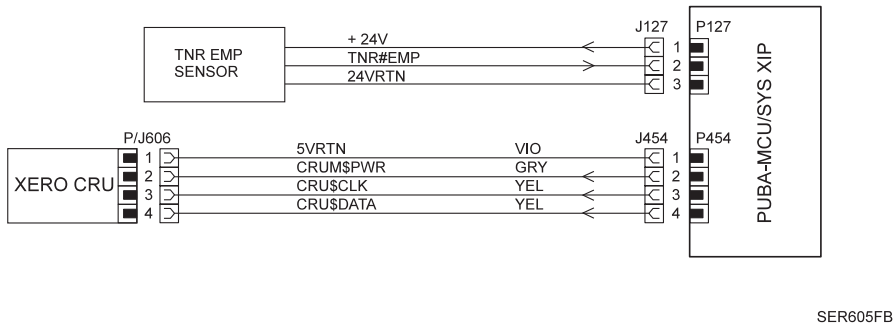 + 24V
J127
P127
TNR EMP
SENSOR
TNR#EMP
24VRTN
1
2
3
P/J606
5VRTN
VIO
J454
P454
XERO CRU
CRUM$PWR
GRY
CRU$CLK
YEL
CRU$DATA
YEL
1
2
3
4
1
2
3
4
PUBA-MCU/SYS XIP
SER605FB